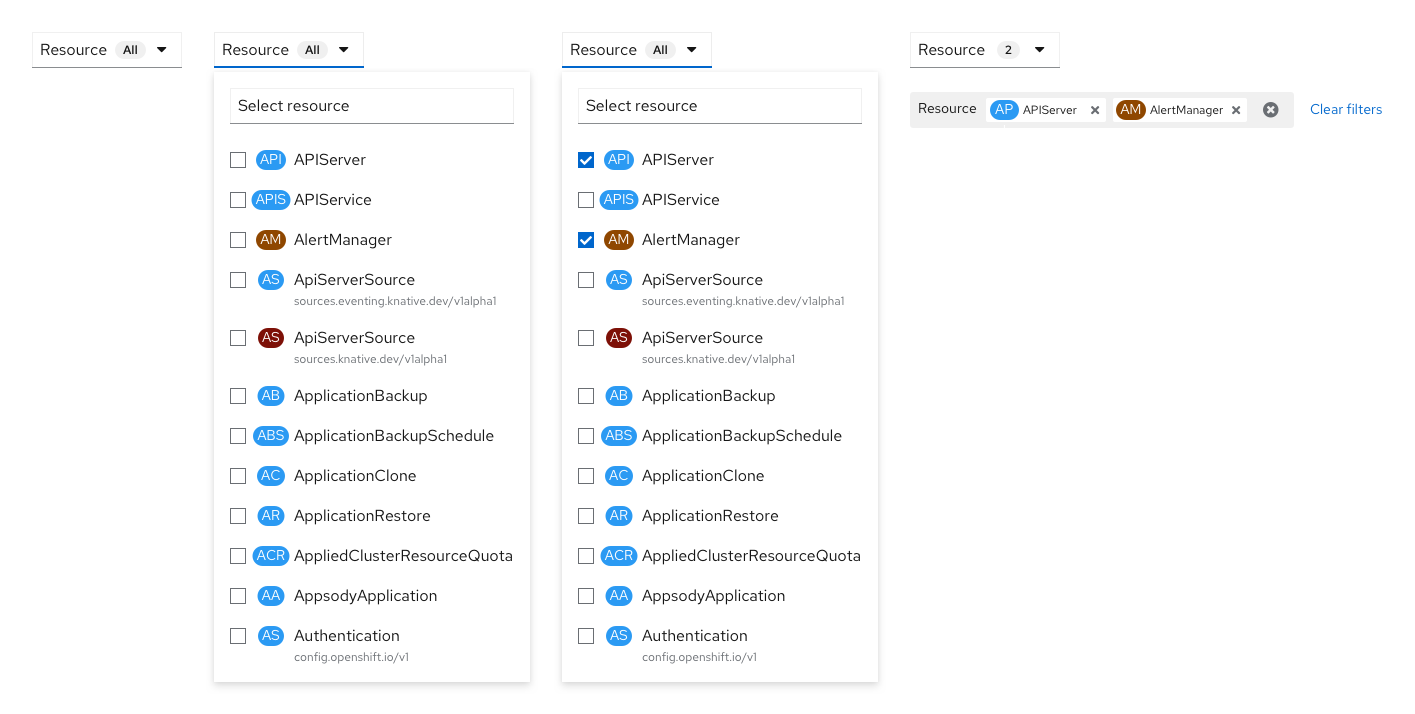 Resource All
Resource All
Select resource
API APIServer
APIS APIService
AM AlertManager
AS ApiServerSource
sources.eventing.knative.dev/v1alpha1
AS ApiServerSource
sources.knative.dev/v1alpha1
AB ApplicationBackup
ABS ApplicationBackupSchedule
AC ApplicationClone
AR ApplicationRestore
ACR AppliedClusterResourceQuota
AA AppsodyApplication
AS Authentication
config.openshift.io/v1
Resource All
Select resource
API APIServer
APIS APIService
AM AlertManager
AS ApiServerSource
sources.eventing.knative.dev/v1alpha1
AS ApiServerSource
sources.knative.dev/v1alpha1
AB ApplicationBackup
ABS ApplicationBackupSchedule
AC ApplicationClone
AR ApplicationRestore
ACR AppliedClusterResourceQuota
AA AppsodyApplication
AS Authentication
config.openshift.io/v1
Resource 2
Resource AP APIServer AM AlertManager Clear filters